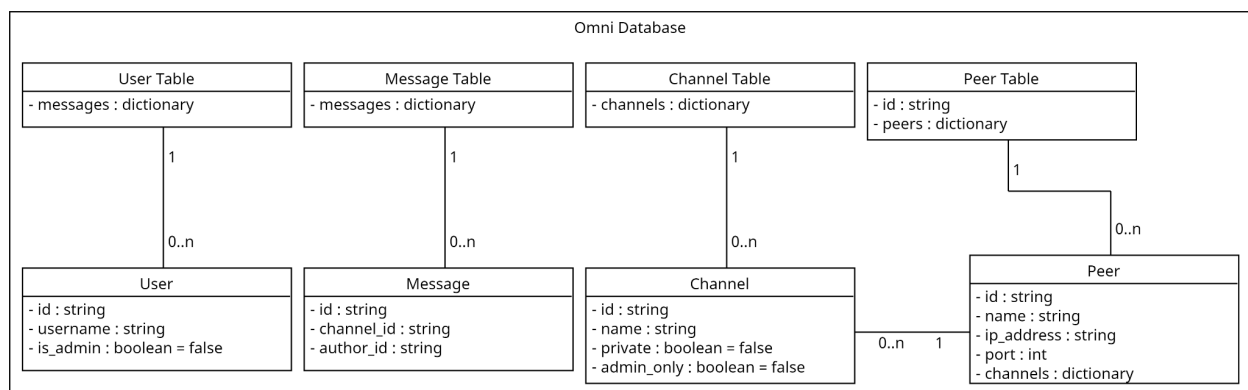 Omni Database
User Table
- messages : dictionary
Message Table
- messages : dictionary
Channel Table
- channels : dictionary
Peer Table
- id : string
- peers : dictionary
1
1
1
1
0..n
0..n
0..n
0..n
User
- id : string
- username : string
- is_admin : boolean = false
Message
- id : string
- channel_id : string
- author_id : string
Channel
- id : string
- name : string
- private : boolean = false
- admin_only : boolean = false
0..n
1
Peer
- id : string
- name : string
- ip_address : string
- port : int
- channels : dictionary